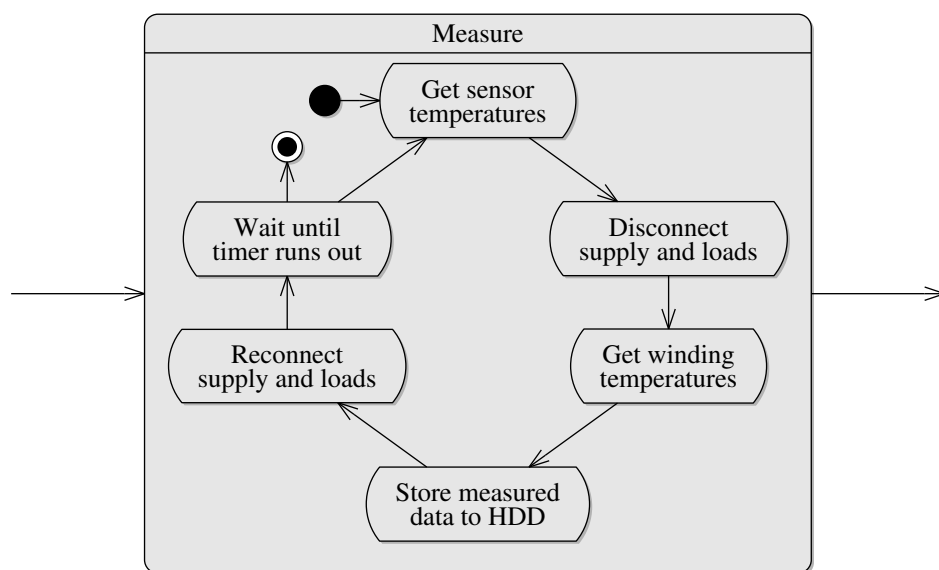 Measure
Get sensor
temperatures
Wait until
timer runs out
Disconnect
supply and loads
Reconnect
supply and loads
Get winding
temperatures
Store measured
data to HDD